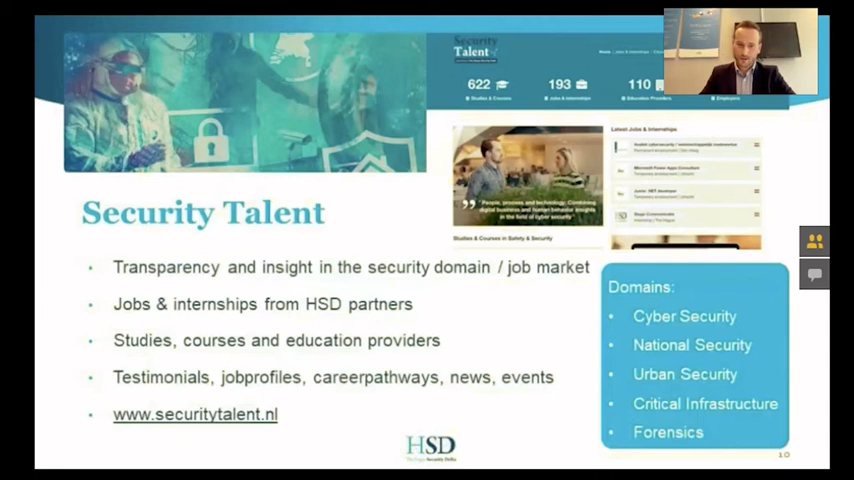 Security
Talent
622
193
110
Studies & Courses
Jobs & Internships
Education Providers
Employers
Latest Jobs & Internships
Microsoft Power Apps Consultant
Junior .NET developer
Stage Communicatie
" People, process and technology: Combining
digital business and human behavior insights
in the field of cyber security "
Studies & Courses in Safety & Security
Security Talent
• Transparency and insight in the security domain / job market
• Jobs & internships from HSD partners
• Studies, courses and education providers
• Testimonials, jobprofiles, careerpathways, news, events
• www.securitytalent.nl
Domains:
• Cyber Security
• National Security
• Urban Security
• Critical Infrastructure
• Forensics
HSD
The Hague Security Delta
10